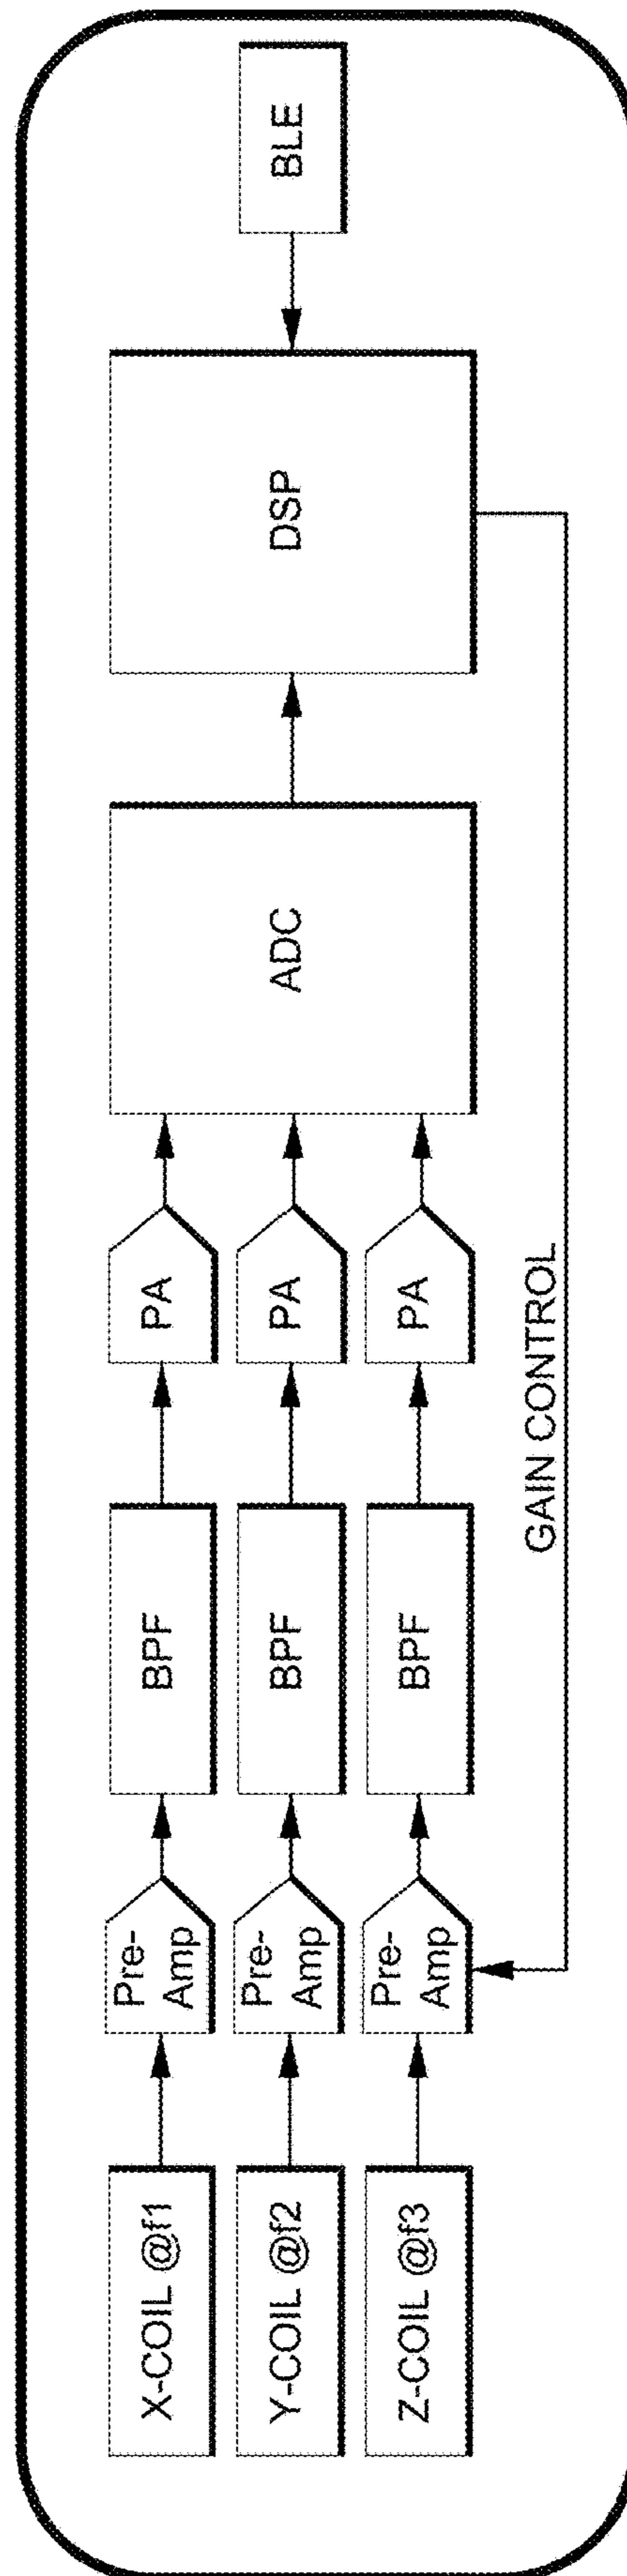 X-COIL @f1
Pre-
Amp
BPF
PA
Y-COIL @f2
Pre-
Amp
BPF
PA
Z-COIL @f3
Pre-
Amp
BPF
PA
ADC
DSP
BLE
GAIN CONTROL